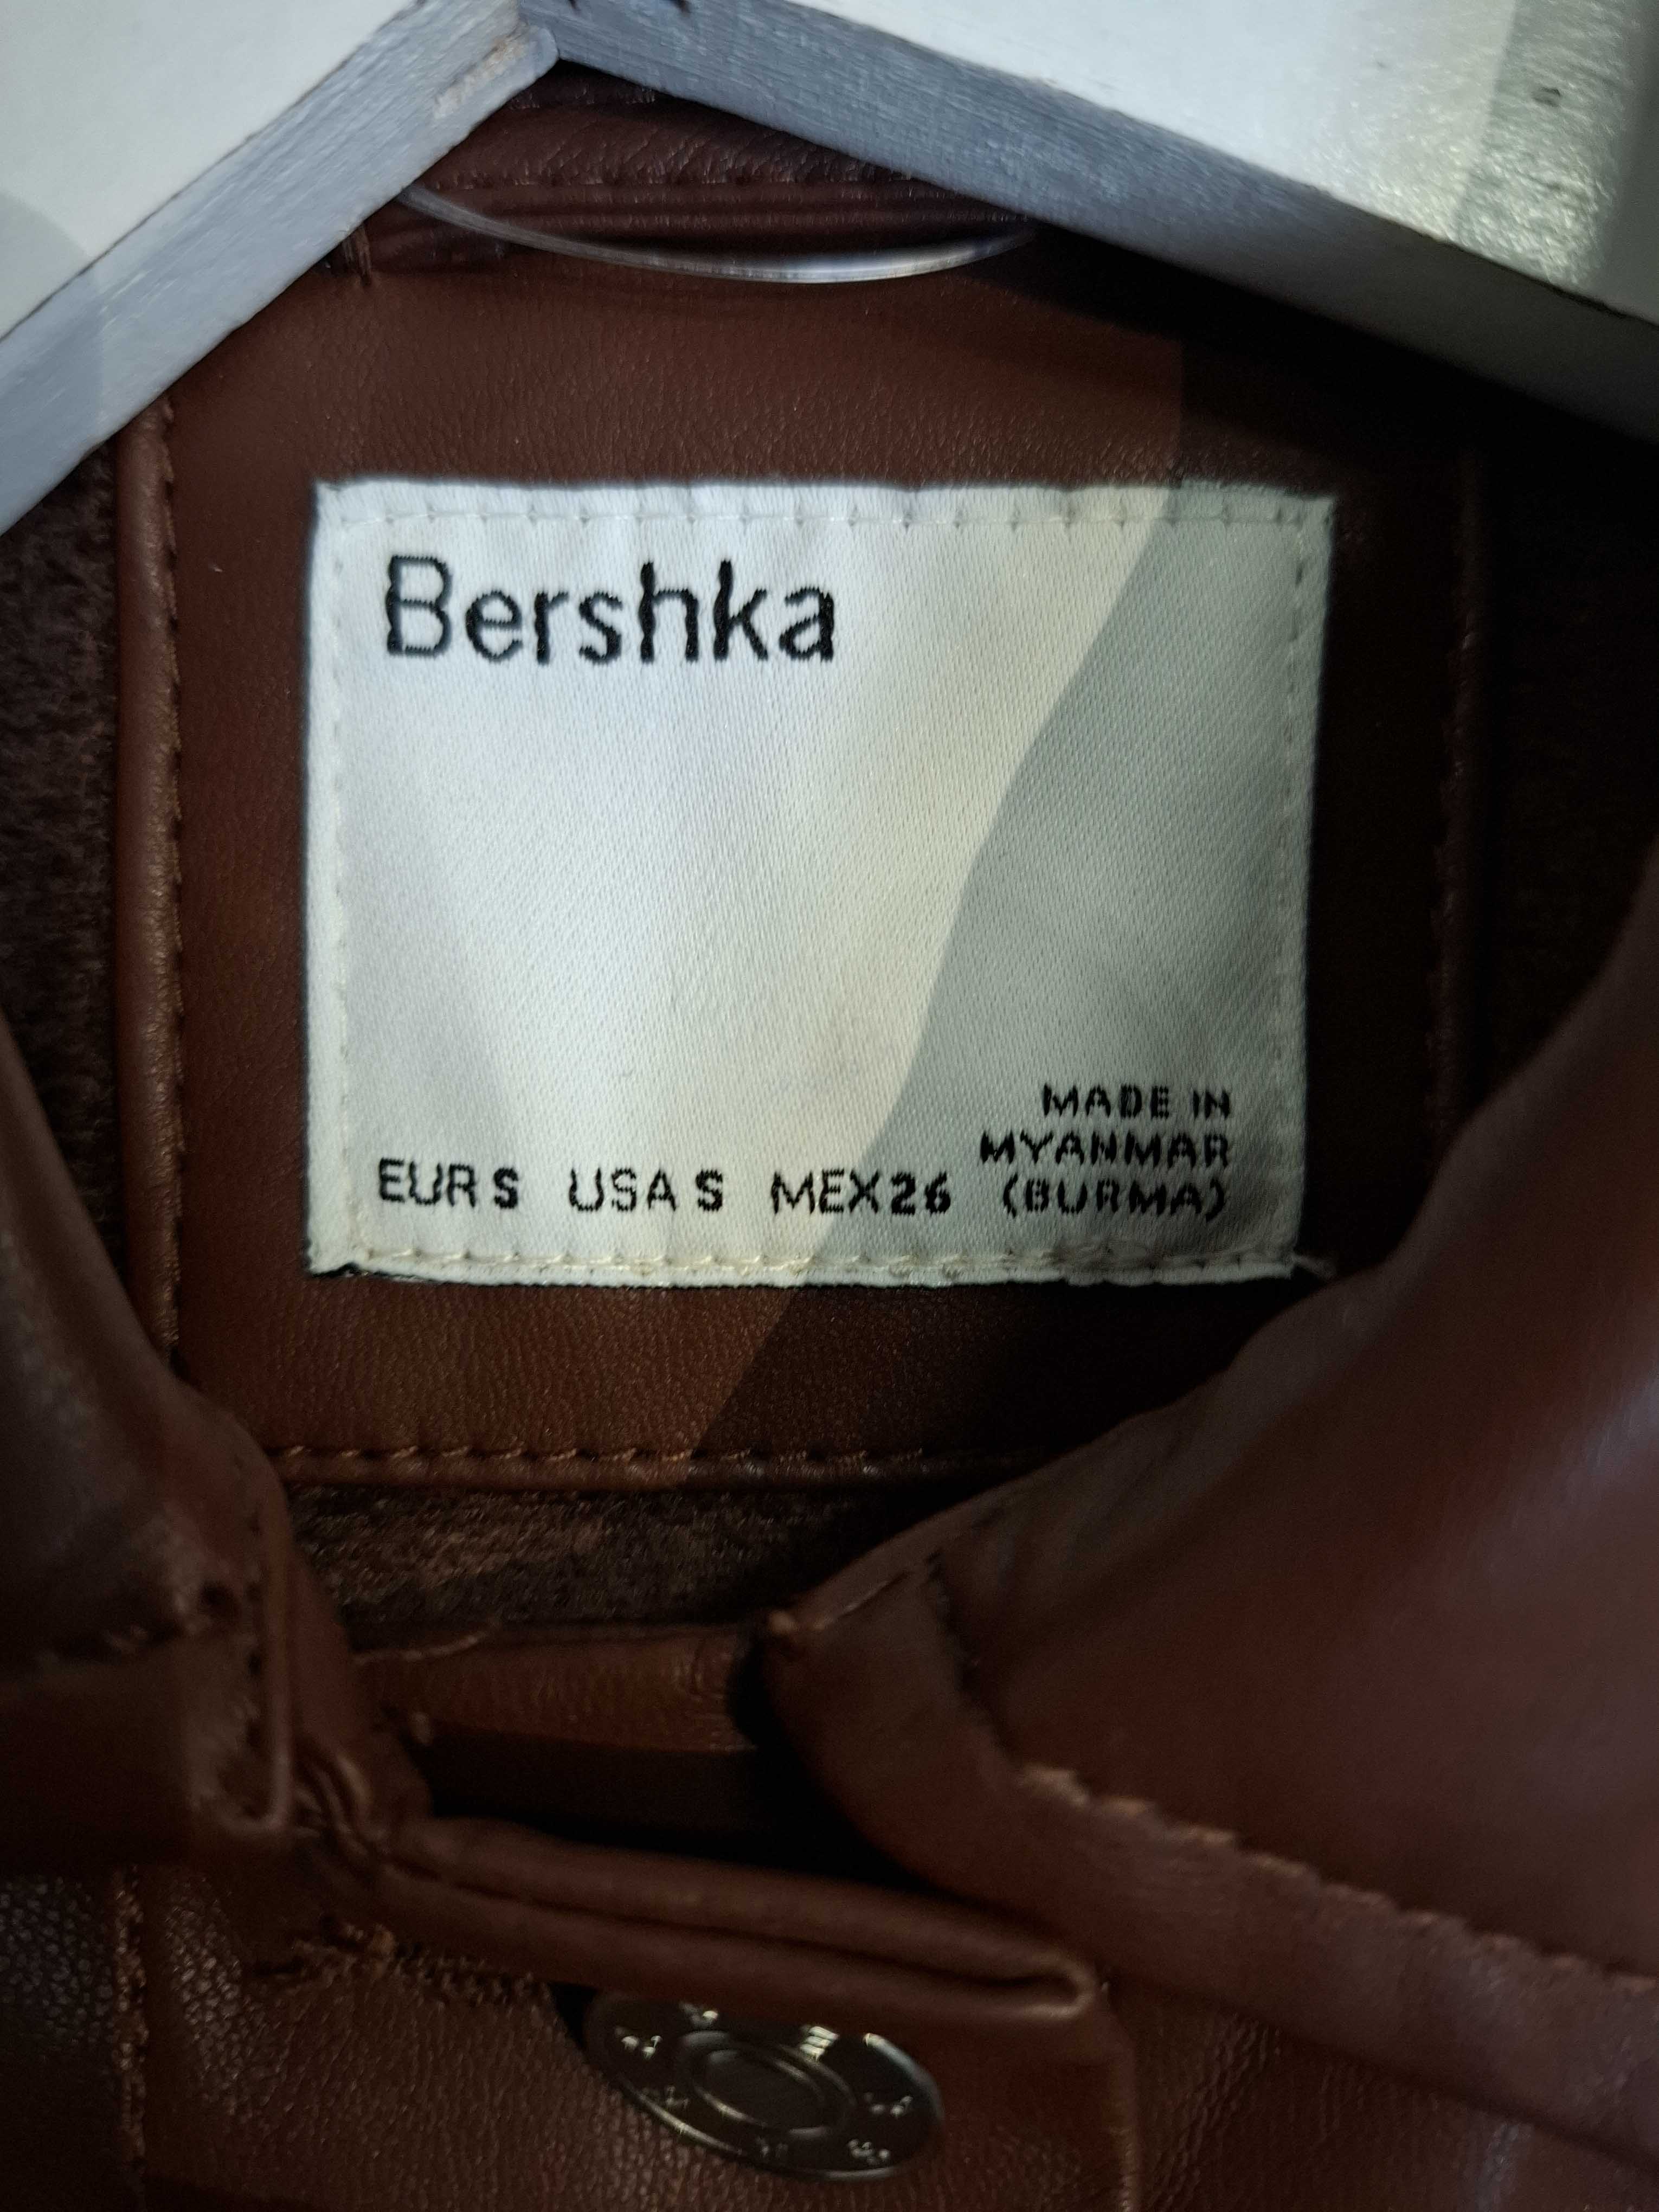 Bershka
MADE IN
MYANMAR
EUR S USA S MEX 26 (BURMA)